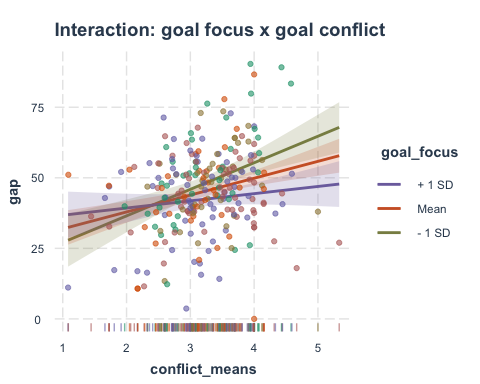 Interaction: goal focus x goal conflict
gap
75
50
25
0
1 2 3 4 5
conflict_means
goal_focus
+ 1 SD
Mean
- 1 SD